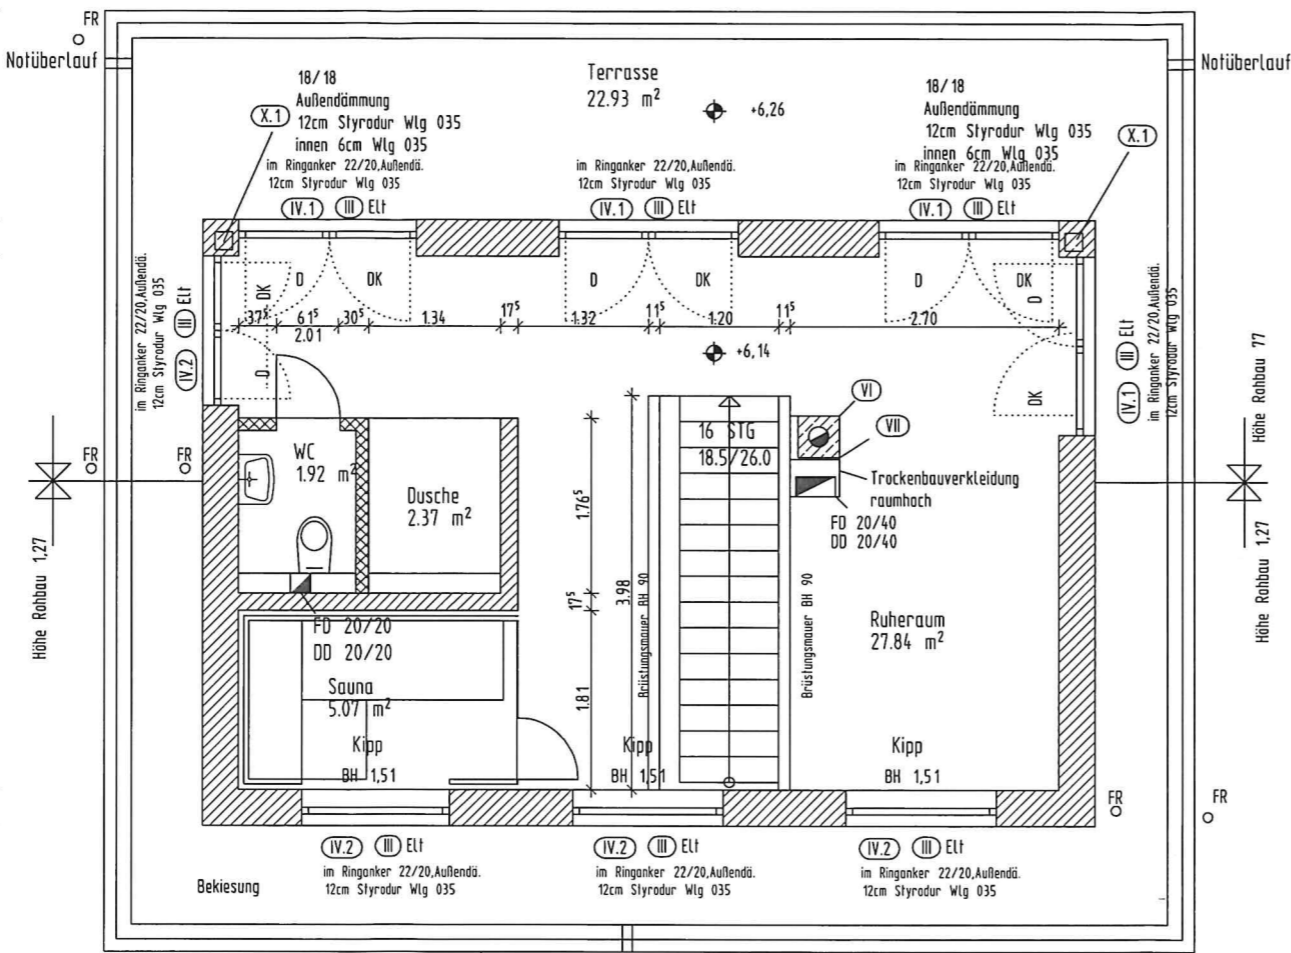 FR
Notüberlauf
Notüberlauf
Terrasse
22.93 m²
+6,26
18/18
Außendämmung
12cm Styrodur Wlg 035
innen 6cm Wlg 035
X.1
im Ringanker 22/20,Außendä.
12cm Styrodur Wlg 035
IV.1 III Elt
im Ringanker 22/20,Außendä.
12cm Styrodur Wlg 035
IV.1 III Elt
18/18
Außendämmung
12cm Styrodur Wlg 035
innen 6cm Wlg 035
X.1
im Ringanker 22/20,Außendä.
12cm Styrodur Wlg 035
IV.1 III Elt
im Ringanker 22/20,Außendä.
12cm Styrodur Wlg 035
IV.2 III Elt
DK
D
DK
D
D
DK
D
DK
D
DK
37⁵ 61⁵ 30⁵ 1.34 17⁵ 1.32 11⁵ 1.20 11⁵ 2.70
2.01
+6,14
IV.1 III Elt
im Ringanker 22/20,Außendä.
12cm Styrodur Wlg 035
Höhe Rohbau 77
Höhe Rohbau 1,27
FR
FR
Höhe Rohbau 1,27
WC
1.92 m²
Dusche
2.37 m²
1.76⁵
17⁵
1.81
3.98
Brüstungsmauer BH 90
16 STG
18.5/26.0
Brüstungsmauer BH 90
VI
VII
Trockenbauverkleidung
raumhoch
FD 20/40
DD 20/40
Ruheraum
27.84 m²
FD 20/20
DD 20/20
Sauna
5.07 m²
Kipp
BH 1,51
Kipp
BH 1,51
Kipp
BH 1,51
FR
FR
IV.2 III Elt
im Ringanker 22/20,Außendä.
12cm Styrodur Wlg 035
IV.2 III Elt
im Ringanker 22/20,Außendä.
12cm Styrodur Wlg 035
IV.2 III Elt
im Ringanker 22/20,Außendä.
12cm Styrodur Wlg 035
Bekiesung